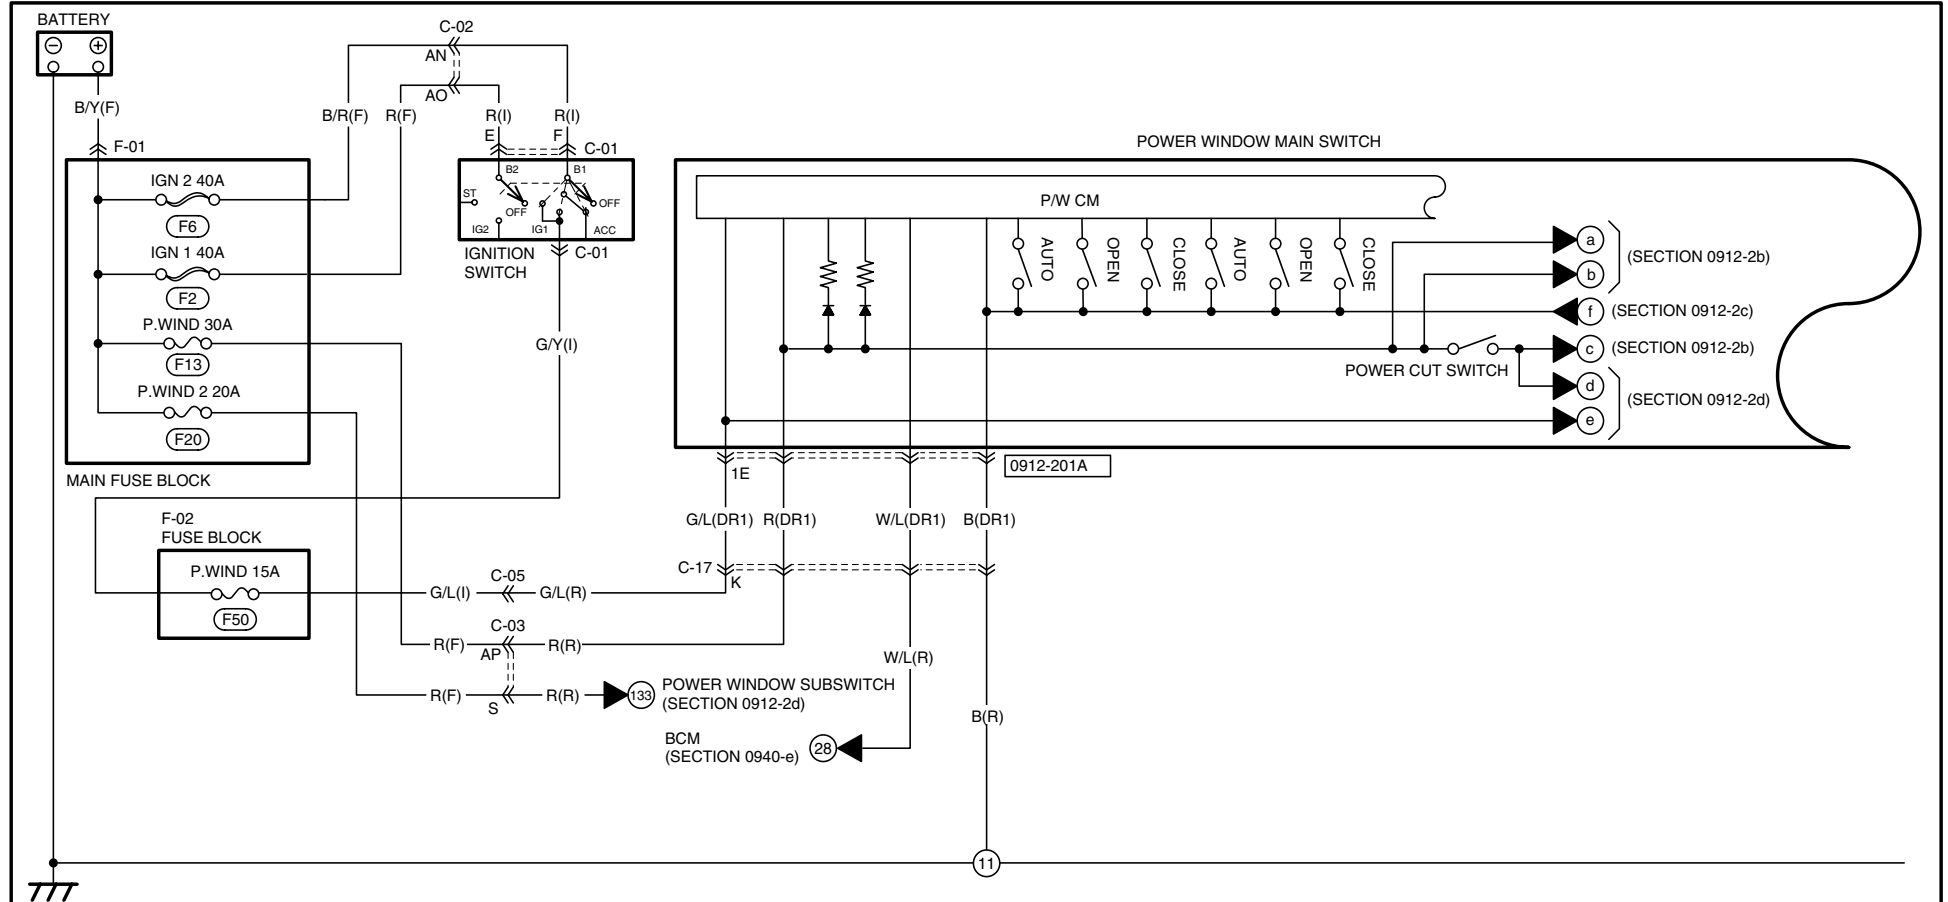 BATTERY
− +
B/Y(F)
F-01
IGN 2 40A
F6
IGN 1 40A
F2
P.WIND 30A
F13
P.WIND 2 20A
F20
MAIN FUSE BLOCK
C-02
AN
AO
B/R(F) R(F) R(I) R(I)
E F C-01
B2 B1
ST
OFF OFF
IG2 IG1 ACC
IGNITION
SWITCH
C-01
G/Y(I)
POWER WINDOW MAIN SWITCH
P/W CM
AUTO
OPEN
CLOSE
AUTO
OPEN
CLOSE
a
b
(SECTION 0912-2b)
f (SECTION 0912-2c)
c (SECTION 0912-2b)
POWER CUT SWITCH
d
e
(SECTION 0912-2d)
1E
0912-201A
G/L(DR1) R(DR1) W/L(DR1) B(DR1)
C-17
K
F-02
FUSE BLOCK
P.WIND 15A
F50
G/L(I) C-05 G/L(R)
C-03
R(F) AP R(R)
R(F) S R(R) 133
POWER WINDOW SUBSWITCH
(SECTION 0912-2d)
W/L(R)
B(R)
BCM
(SECTION 0940-e)
28
11